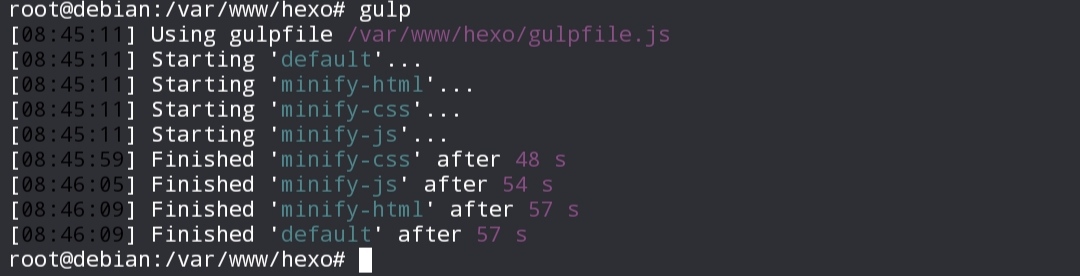 root@debian:/var/www/hexo# gulp
[08:45:11] Using gulpfile /var/www/hexo/gulpfile.js
[08:45:11] Starting 'default'...
[08:45:11] Starting 'minify-html'...
[08:45:11] Starting 'minify-css'...
[08:45:11] Starting 'minify-js'...
[08:45:59] Finished 'minify-css' after 48 s
[08:46:05] Finished 'minify-js' after 54 s
[08:46:09] Finished 'minify-html' after 57 s
[08:46:09] Finished 'default' after 57 s
root@debian:/var/www/hexo#